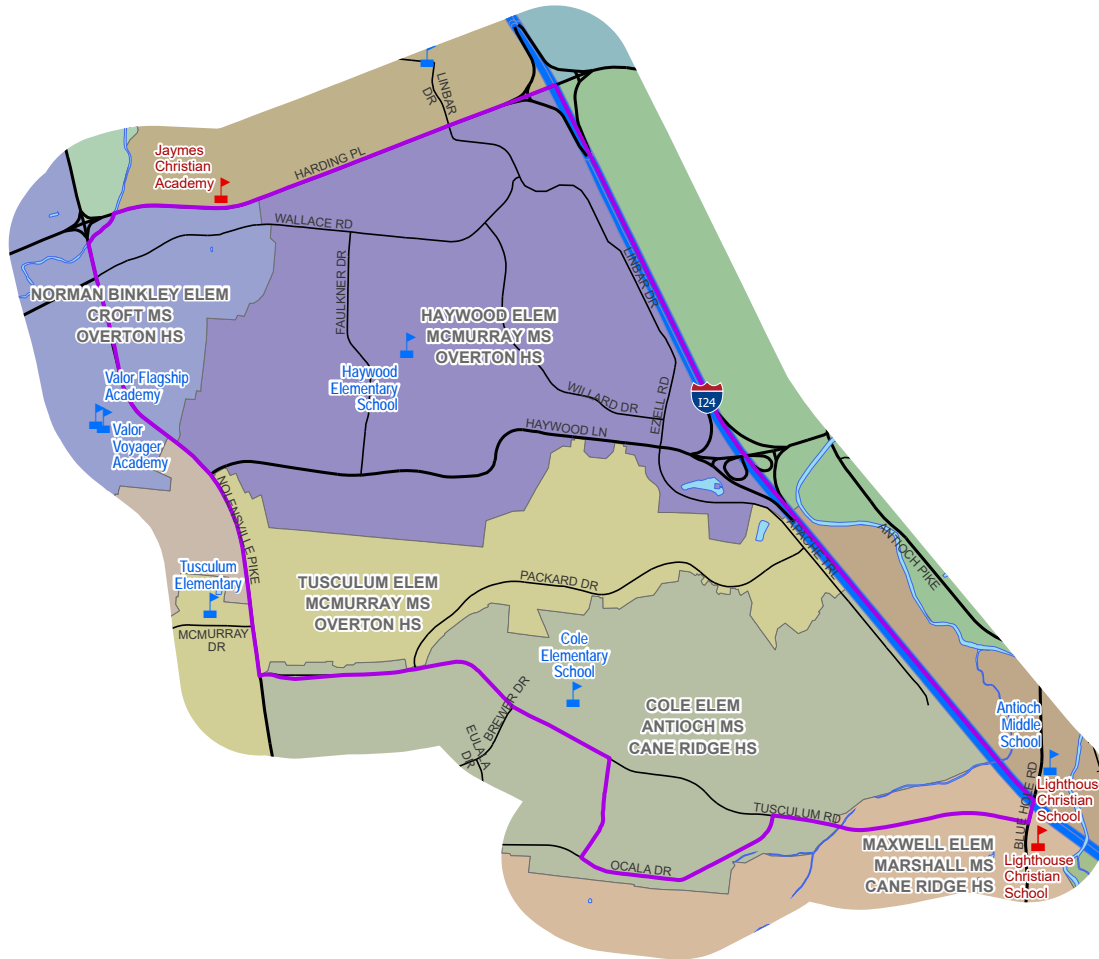 LINBAR
DR
Jaymes
Christian
Academy
HARDING PL
WALLACE RD
FAULKNER DR
LINBAR DR
NORMAN BINKLEY ELEM
CROFT MS
OVERTON HS
HAYWOOD ELEM
MCMURRAY MS
OVERTON HS
Haywood
Elementary
School
Valor Flagship
Academy
Valor
Voyager
Academy
WILLARD DR
EZELL RD
I24
HAYWOOD LN
NOLENSVILLE PIKE
APACHE TRL
ANTIOCH PIKE
Tusculum
Elementary
TUSCULUM ELEM
MCMURRAY MS
OVERTON HS
PACKARD DR
MCMURRAY
DR
Cole
Elementary
School
BREWER DR
EULALA
DR
COLE ELEM
ANTIOCH MS
CANE RIDGE HS
Antioch
Middle
School
BLUE HOLE RD
Lighthous
Christian
School
TUSCULUM RD
MAXWELL ELEM
MARSHALL MS
CANE RIDGE HS
Lighthouse
Christian
School
OCALA DR